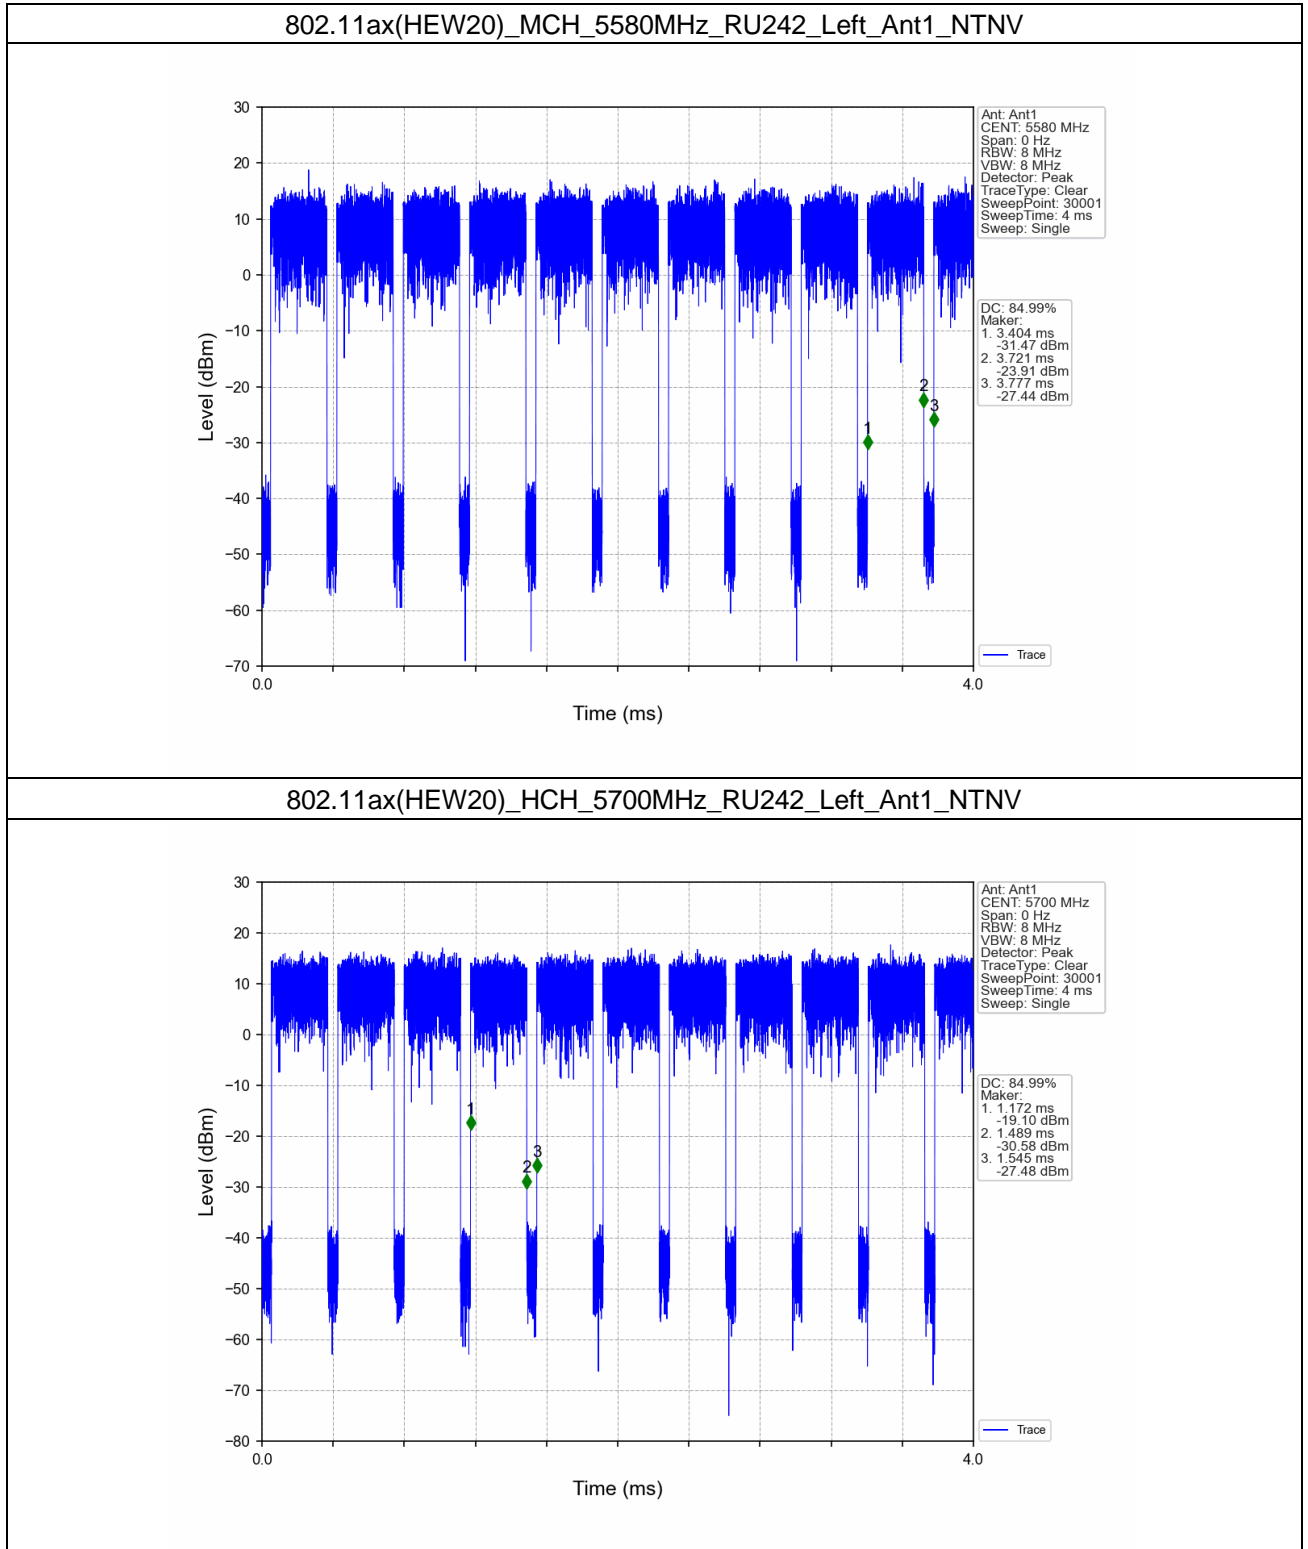 802.11ax(HEW20)_MCH_5580MHz_RU242_Left_Ant1_NTNV
30
20
10
0
−10
−20
−30
−40
−50
−60
−70
Level (dBm)
0.0
4.0
Time (ms)
1
2
3
Ant: Ant1
CENT: 5580 MHz
Span: 0 Hz
RBW: 8 MHz
VBW: 8 MHz
Detector: Peak
TraceType: Clear
SweepPoint: 30001
SweepTime: 4 ms
Sweep: Single
DC: 84.99%
Maker:
1. 3.404 ms
-31.47 dBm
2. 3.721 ms
-23.91 dBm
3. 3.777 ms
-27.44 dBm
Trace
802.11ax(HEW20)_HCH_5700MHz_RU242_Left_Ant1_NTNV
30
20
10
0
−10
−20
−30
−40
−50
−60
−70
−80
Level (dBm)
0.0
4.0
Time (ms)
1
2
3
Ant: Ant1
CENT: 5700 MHz
Span: 0 Hz
RBW: 8 MHz
VBW: 8 MHz
Detector: Peak
TraceType: Clear
SweepPoint: 30001
SweepTime: 4 ms
Sweep: Single
DC: 84.99%
Maker:
1. 1.172 ms
-19.10 dBm
2. 1.489 ms
-30.58 dBm
3. 1.545 ms
-27.48 dBm
Trace